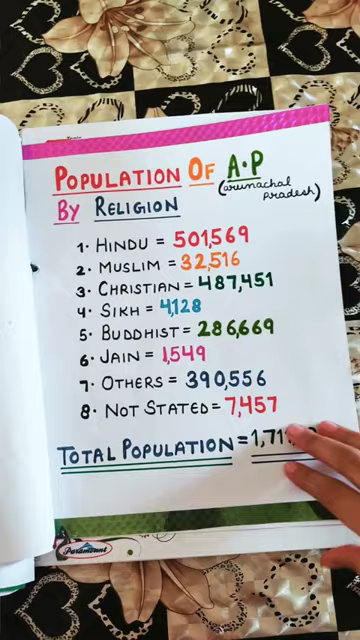 POPULATION OF A.P
(arunachal pradesh)
BY RELIGION
1. HINDU = 501,569
2. MUSLIM = 32,516
3. CHRISTIAN = 487,451
4. SIKH = 4,128
5. BUDDHIST = 286,669
6. JAIN = 1,549
7. OTHERS = 390,556
8. NOT STATED = 7,457
TOTAL POPULATION =
Paramount